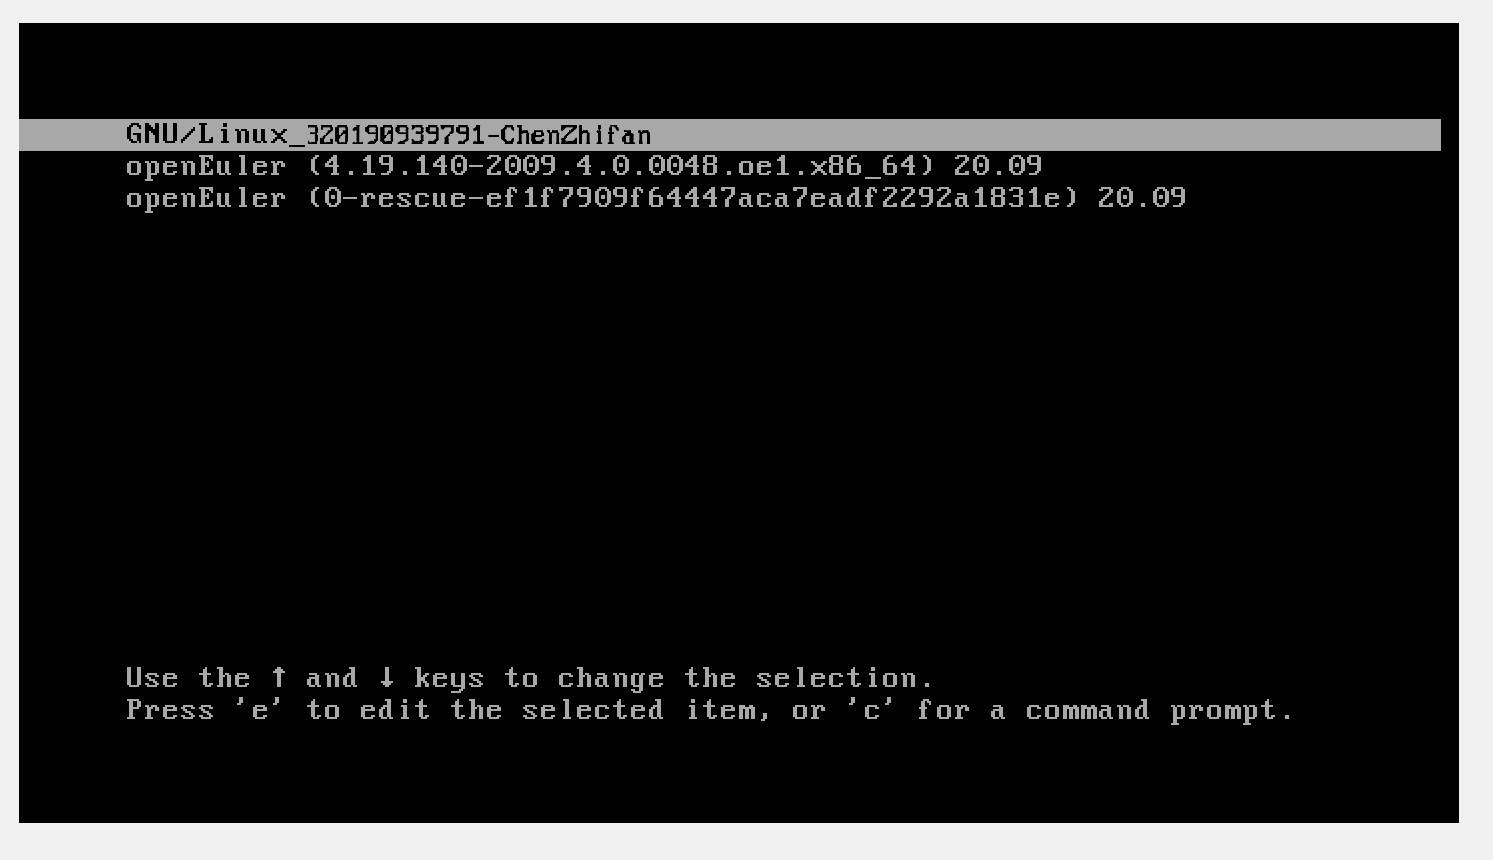 GNU/Linux_320190939791-ChenZhifan
openEuler (4.19.140-2009.4.0.0048.oe1.x86_64) 20.09
openEuler (0-rescue-ef1f7909f64447aca7eadf2292a1831e) 20.09
Use the ↑ and ↓ keys to change the selection.
Press 'e' to edit the selected item, or 'c' for a command prompt.